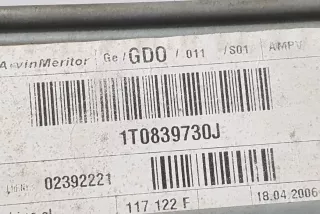 ArvinMeritor Ge/GDO/ 011 /S01 AMPV
1T0839730J
02392221
117 122 F 18.04.2006